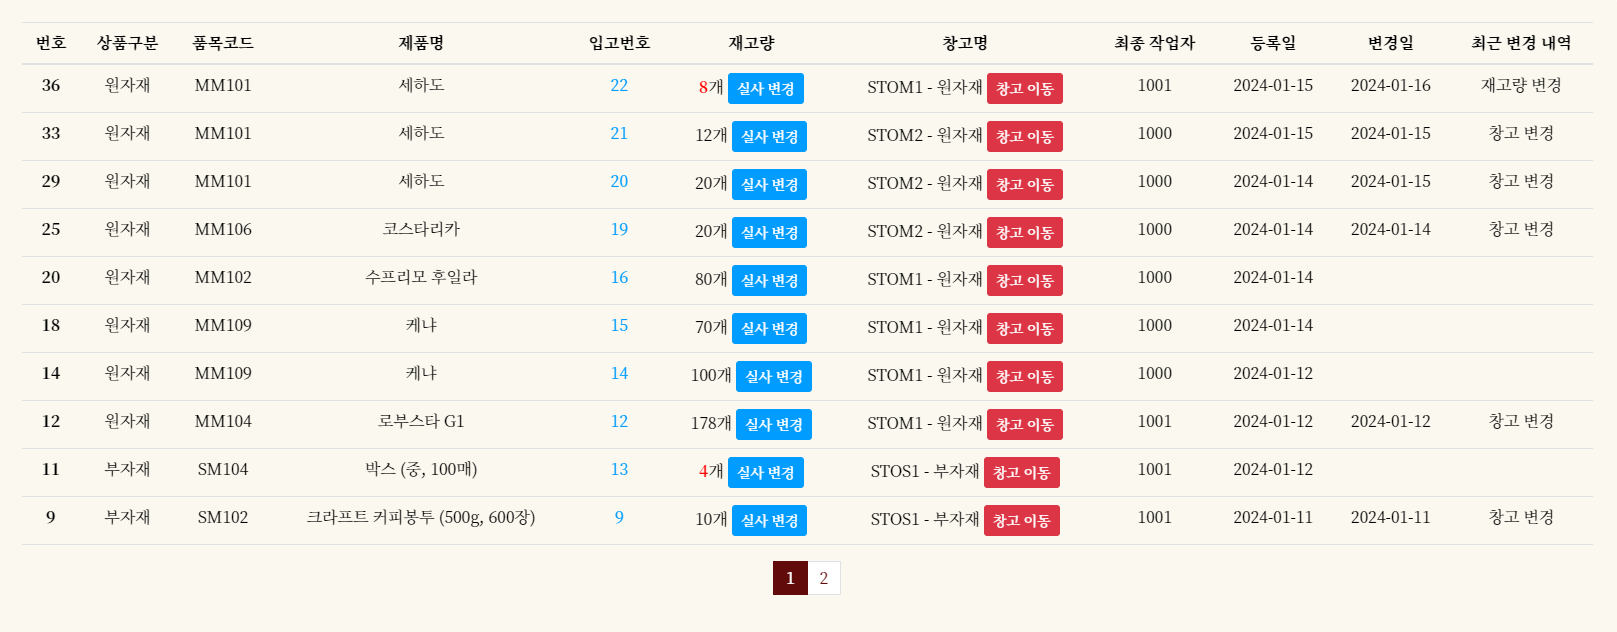 번호 상품구분 품목코드 제품명 입고번호 재고량 창고명 최종 작업자 등록일 변경일 최근 변경 내역
36 원자재 MM101 세하도 22 8개 실사 변경 STOM1 - 원자재 창고 이동 1001 2024-01-15 2024-01-16 재고량 변경
33 원자재 MM101 세하도 21 12개 실사 변경 STOM2 - 원자재 창고 이동 1000 2024-01-15 2024-01-15 창고 변경
29 원자재 MM101 세하도 20 20개 실사 변경 STOM2 - 원자재 창고 이동 1000 2024-01-14 2024-01-15 창고 변경
25 원자재 MM106 코스타리카 19 20개 실사 변경 STOM2 - 원자재 창고 이동 1000 2024-01-14 2024-01-14 창고 변경
20 원자재 MM102 수프리모 후일라 16 80개 실사 변경 STOM1 - 원자재 창고 이동 1000 2024-01-14
18 원자재 MM109 케냐 15 70개 실사 변경 STOM1 - 원자재 창고 이동 1000 2024-01-14
14 원자재 MM109 케냐 14 100개 실사 변경 STOM1 - 원자재 창고 이동 1000 2024-01-12
12 원자재 MM104 로부스타 G1 12 178개 실사 변경 STOM1 - 원자재 창고 이동 1001 2024-01-12 2024-01-12 창고 변경
11 부자재 SM104 박스 (중, 100매) 13 4개 실사 변경 STOS1 - 부자재 창고 이동 1001 2024-01-12
9 부자재 SM102 크라프트 커피봉투 (500g, 600장) 9 10개 실사 변경 STOS1 - 부자재 창고 이동 1001 2024-01-11 2024-01-11 창고 변경
1 2